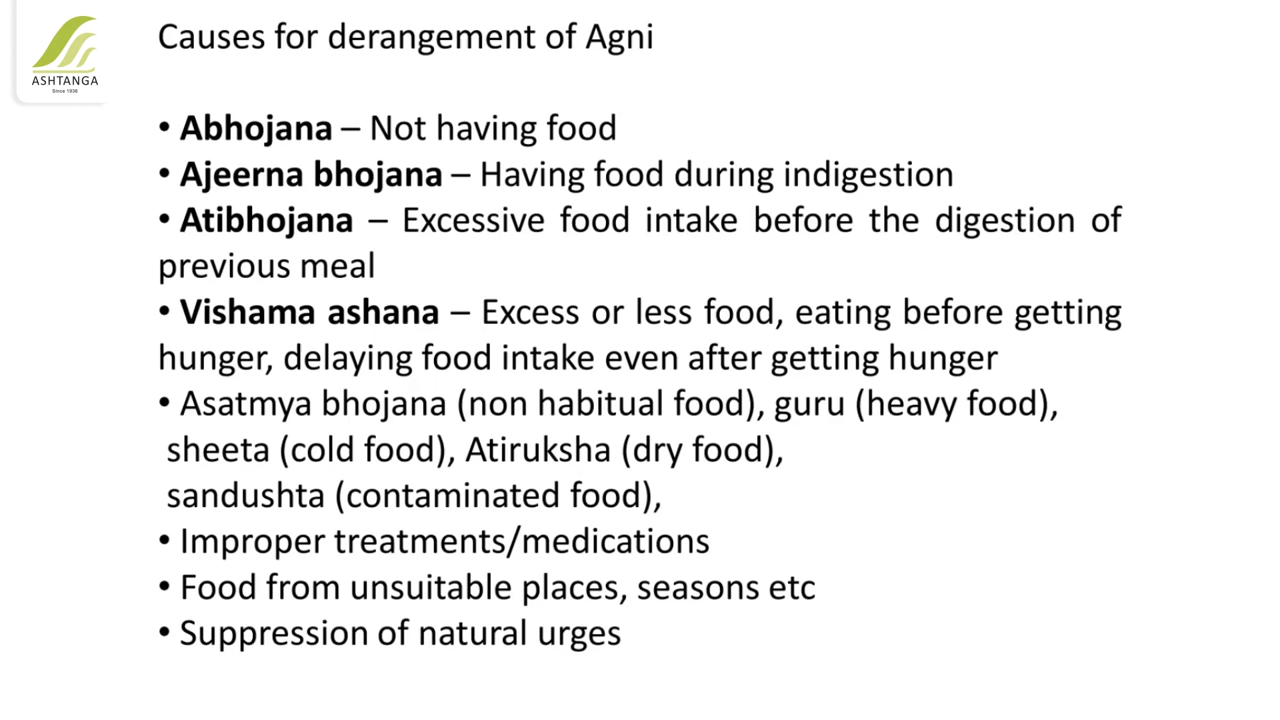 ASHTANGA
Since 1936
Causes for derangement of Agni
• Abhojana – Not having food
• Ajeerna bhojana – Having food during indigestion
• Atibhojana – Excessive food intake before the digestion of
previous meal
• Vishama ashana – Excess or less food, eating before getting
hunger, delaying food intake even after getting hunger
• Asatmya bhojana (non habitual food), guru (heavy food),
sheeta (cold food), Atiruksha (dry food),
sandushta (contaminated food),
• Improper treatments/medications
• Food from unsuitable places, seasons etc
• Suppression of natural urges